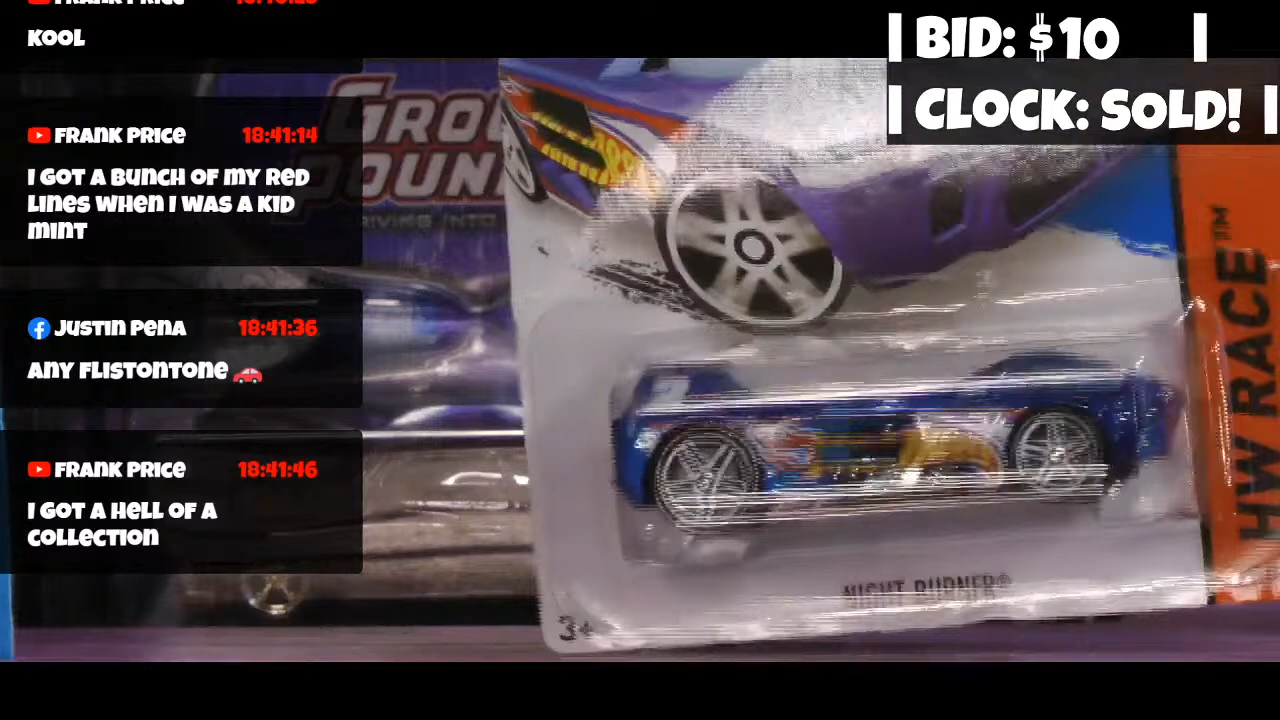 KOOL
| BID: $10 |
| CLOCK: SOLD! |
FRANK PRICE 18:41:14
I GOT A BUNCH OF MY RED
LINES WHEN I WAS A KID
MINT
JUSTIN PENA 18:41:36
ANY FLISTONTONE
FRANK PRICE 18:41:46
I GOT A HELL OF A
COLLECTION
HW RACE™
NIGHT BURNER®
3+